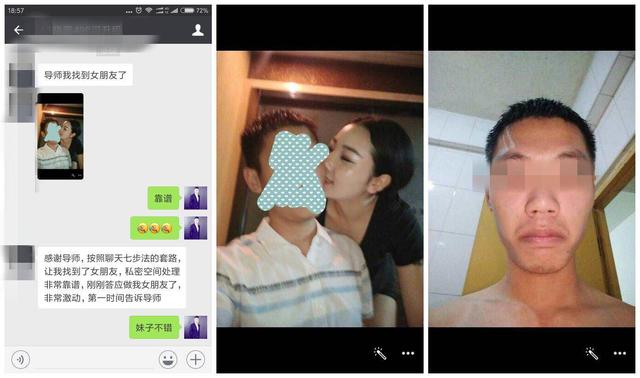 18:57
72%
导师我找到女朋友了
靠谱
感谢导师,按照聊天七步法的套路,
让我找到了女朋友,私密空间处理
非常靠谱,刚刚答应做我女朋友了,
非常激动,第一时间告诉导师
妹子不错